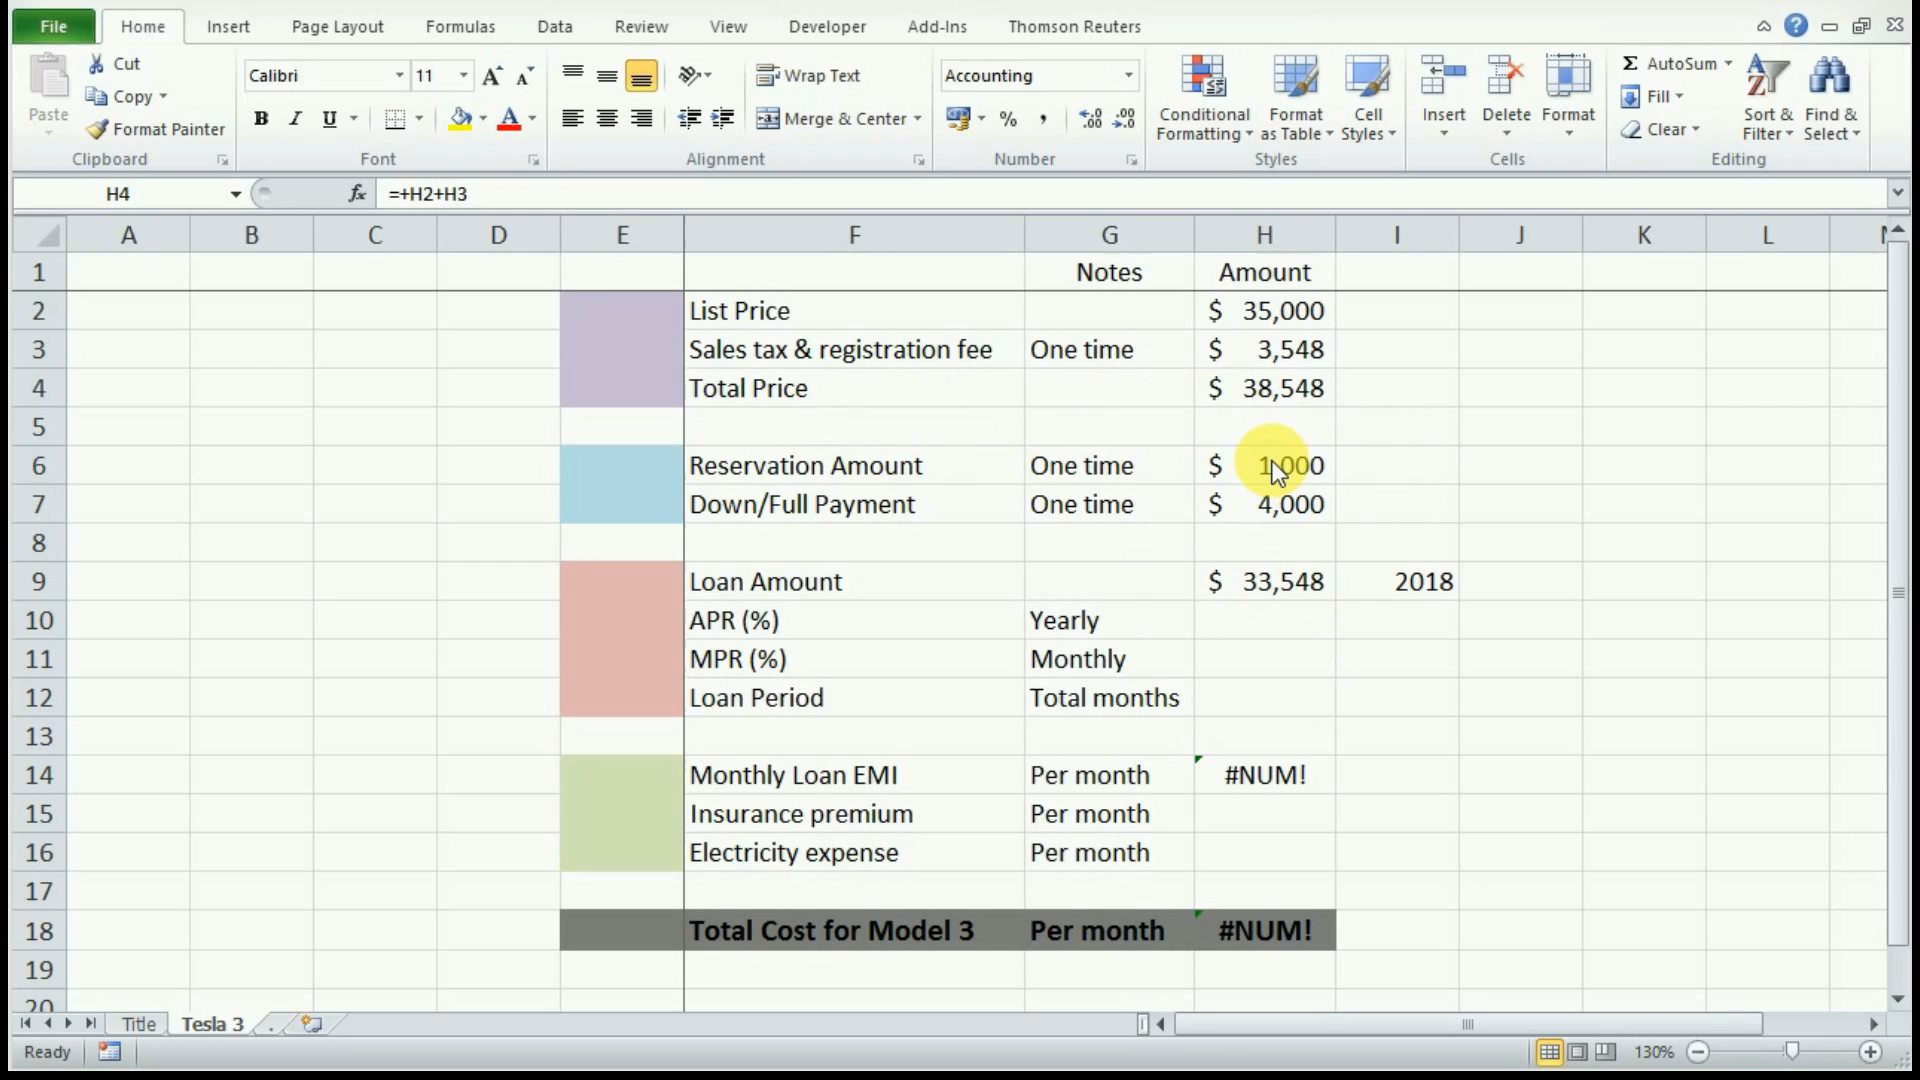 File Home Insert Page Layout Formulas Data Review View Developer Add-Ins Thomson Reuters
Paste
Cut
Copy
Format Painter
Clipboard
Calibri 11
B I U
Font
Wrap Text
Merge & Center
Alignment
Accounting
%
Number
Conditional Formatting
Format as Table
Cell Styles
Styles
Insert Delete Format
Cells
Σ AutoSum
Fill
Clear
Sort & Filter
Find & Select
Editing
H4 fx =+H2+H3
A B C D E F G H I J K L
1 Notes Amount
2 List Price $ 35,000
3 Sales tax & registration fee One time $ 3,548
4 Total Price $ 38,548
5
6 Reservation Amount One time $ 1,000
7 Down/Full Payment One time $ 4,000
8
9 Loan Amount $ 33,548 2018
10 APR (%) Yearly
11 MPR (%) Monthly
12 Loan Period Total months
13
14 Monthly Loan EMI Per month #NUM!
15 Insurance premium Per month
16 Electricity expense Per month
17
18 Total Cost for Model 3 Per month #NUM!
19
20
Title Tesla 3 .
Ready 130%